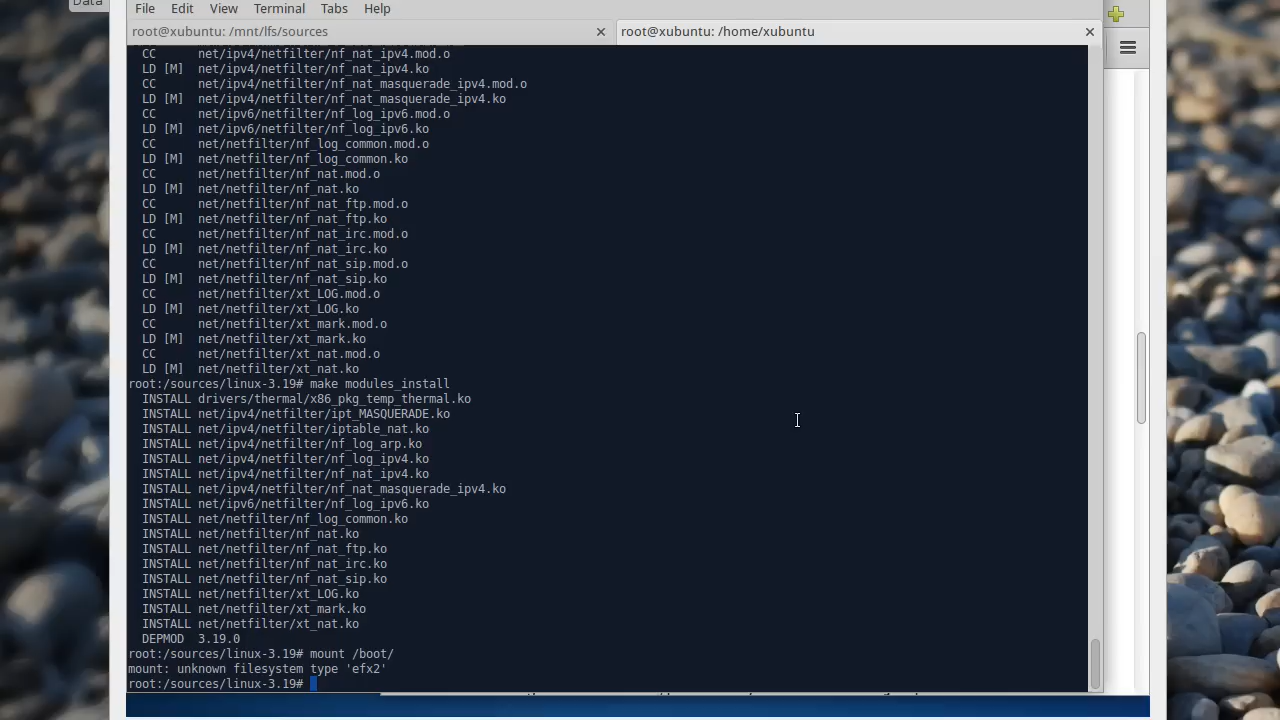 Data
File Edit View Terminal Tabs Help
root@xubuntu: /mnt/lfs/sources
root@xubuntu: /home/xubuntu
CC net/ipv4/netfilter/nf_nat_ipv4.mod.o
LD [M] net/ipv4/netfilter/nf_nat_ipv4.ko
CC net/ipv4/netfilter/nf_nat_masquerade_ipv4.mod.o
LD [M] net/ipv4/netfilter/nf_nat_masquerade_ipv4.ko
CC net/ipv6/netfilter/nf_log_ipv6.mod.o
LD [M] net/ipv6/netfilter/nf_log_ipv6.ko
CC net/netfilter/nf_log_common.mod.o
LD [M] net/netfilter/nf_log_common.ko
CC net/netfilter/nf_nat.mod.o
LD [M] net/netfilter/nf_nat.ko
CC net/netfilter/nf_nat_ftp.mod.o
LD [M] net/netfilter/nf_nat_ftp.ko
CC net/netfilter/nf_nat_irc.mod.o
LD [M] net/netfilter/nf_nat_irc.ko
CC net/netfilter/nf_nat_sip.mod.o
LD [M] net/netfilter/nf_nat_sip.ko
CC net/netfilter/xt_LOG.mod.o
LD [M] net/netfilter/xt_LOG.ko
CC net/netfilter/xt_mark.mod.o
LD [M] net/netfilter/xt_mark.ko
CC net/netfilter/xt_nat.mod.o
LD [M] net/netfilter/xt_nat.ko
root:/sources/linux-3.19# make modules_install
INSTALL drivers/thermal/x86_pkg_temp_thermal.ko
INSTALL net/ipv4/netfilter/ipt_MASQUERADE.ko
INSTALL net/ipv4/netfilter/iptable_nat.ko
INSTALL net/ipv4/netfilter/nf_log_arp.ko
INSTALL net/ipv4/netfilter/nf_log_ipv4.ko
INSTALL net/ipv4/netfilter/nf_nat_ipv4.ko
INSTALL net/ipv4/netfilter/nf_nat_masquerade_ipv4.ko
INSTALL net/ipv6/netfilter/nf_log_ipv6.ko
INSTALL net/netfilter/nf_log_common.ko
INSTALL net/netfilter/nf_nat.ko
INSTALL net/netfilter/nf_nat_ftp.ko
INSTALL net/netfilter/nf_nat_irc.ko
INSTALL net/netfilter/nf_nat_sip.ko
INSTALL net/netfilter/xt_LOG.ko
INSTALL net/netfilter/xt_mark.ko
INSTALL net/netfilter/xt_nat.ko
DEPMOD 3.19.0
root:/sources/linux-3.19# mount /boot/
mount: unknown filesystem type 'efx2'
root:/sources/linux-3.19#